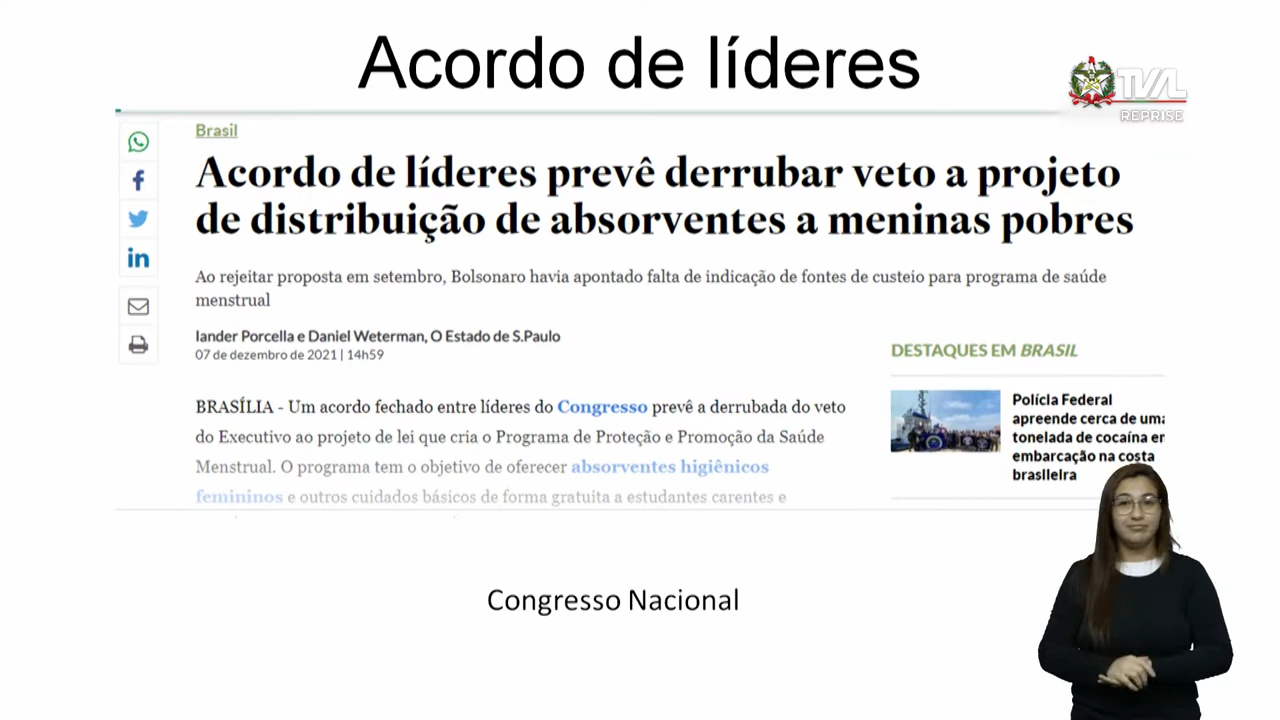 Acordo de líderes
TVAL
REPRISE
Brasil
Acordo de líderes prevê derrubar veto a projeto
de distribuição de absorventes a meninas pobres
Ao rejeitar proposta em setembro, Bolsonaro havia apontado falta de indicação de fontes de custeio para programa de saúde
menstrual
Iander Porcella e Daniel Weterman, O Estado de S.Paulo
07 de dezembro de 2021 | 14h59
BRASÍLIA - Um acordo fechado entre líderes do Congresso prevê a derrubada do veto
do Executivo ao projeto de lei que cria o Programa de Proteção e Promoção da Saúde
Menstrual. O programa tem o objetivo de oferecer absorventes higiênicos
femininos e outros cuidados básicos de forma gratuita a estudantes carentes e
DESTAQUES EM BRASIL
Polícia Federal
apreende cerca de uma
tonelada de cocaína em
embarcação na costa
brasileira
Congresso Nacional